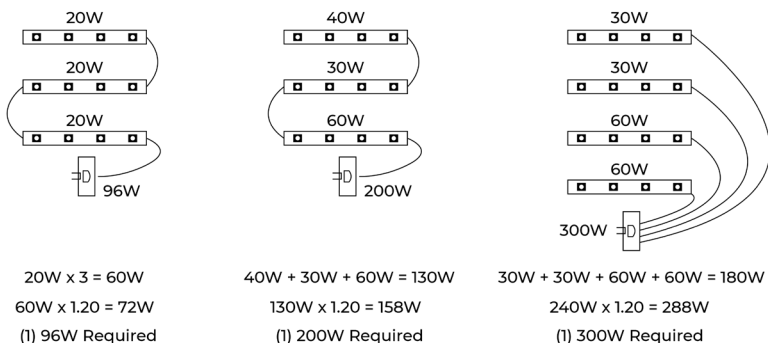 20W
20W
20W
96W
20W x 3 = 60W
60W x 1.20 = 72W
(1) 96W Required
40W
30W
60W
200W
40W + 30W + 60W = 130W
130W x 1.20 = 158W
(1) 200W Required
30W
30W
60W
60W
300W
30W + 30W + 60W + 60W = 180W
240W x 1.20 = 288W
(1) 300W Required